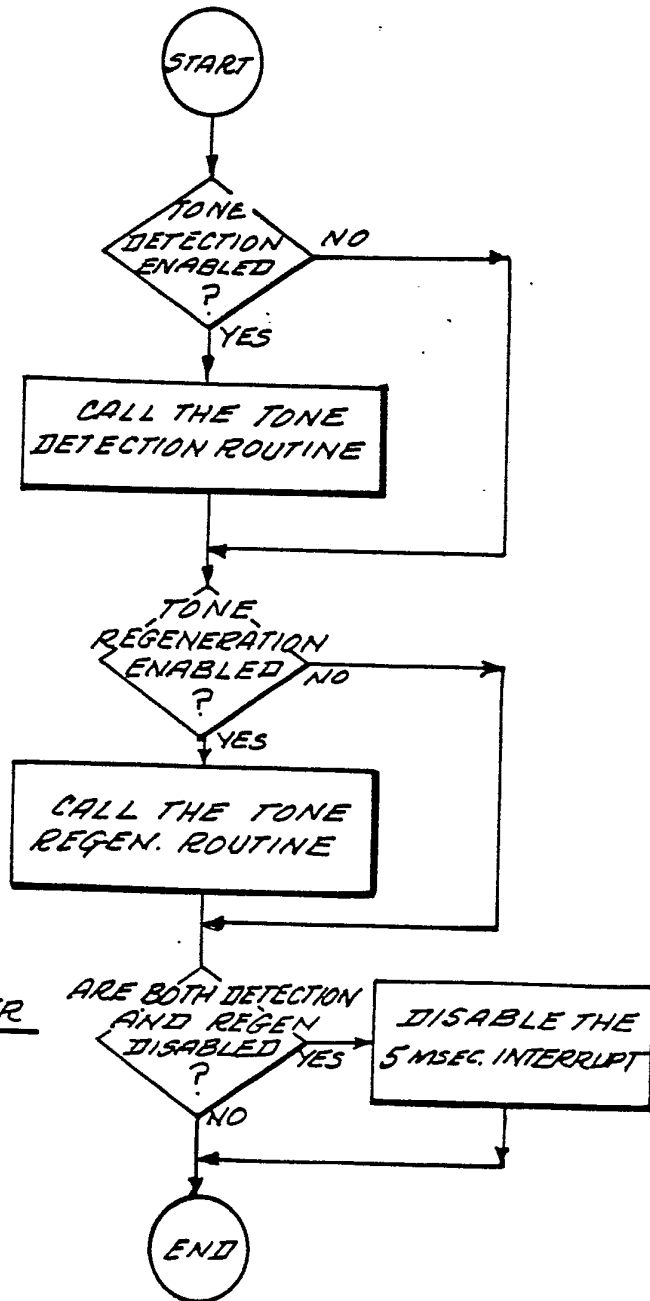 START
TONE
DETECTION
ENABLED
?
NO
YES
CALL THE TONE
DETECTION ROUTINE
TONE
REGENERATION
ENABLED
?
NO
YES
CALL THE TONE
REGEN. ROUTINE
ARE BOTH DETECTION
AND REGEN
DISABLED
?
YES
NO
DISABLE THE
5 MSEC. INTERRUPT
END